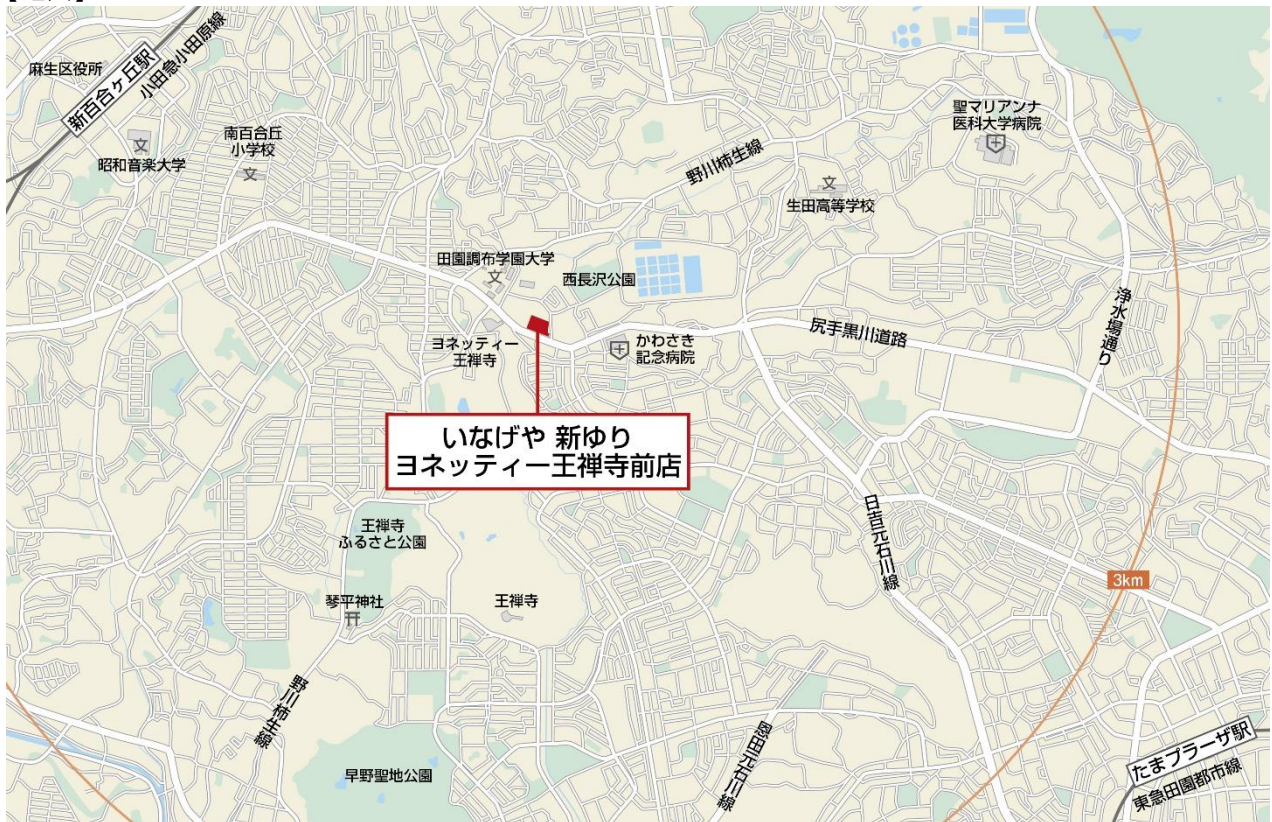 麻生区役所
新百合ヶ丘駅
小田急小田原線
昭和音楽大学
南百合丘
小学校
聖マリアンナ
医科大学病院
野川柿生線
生田高等学校
田園調布学園大学
西長沢公園
浄水場通り
尻手黒川道路
ヨネッティー
王禅寺
かわさき
記念病院
いなげや 新ゆり
ヨネッティー王禅寺前店
王禅寺
ふるさと公園
日吉元石川線
3km
琴平神社
王禅寺
野川柿生線
恩田元石川線
たまプラーザ駅
東急田園都市線
早野聖地公園